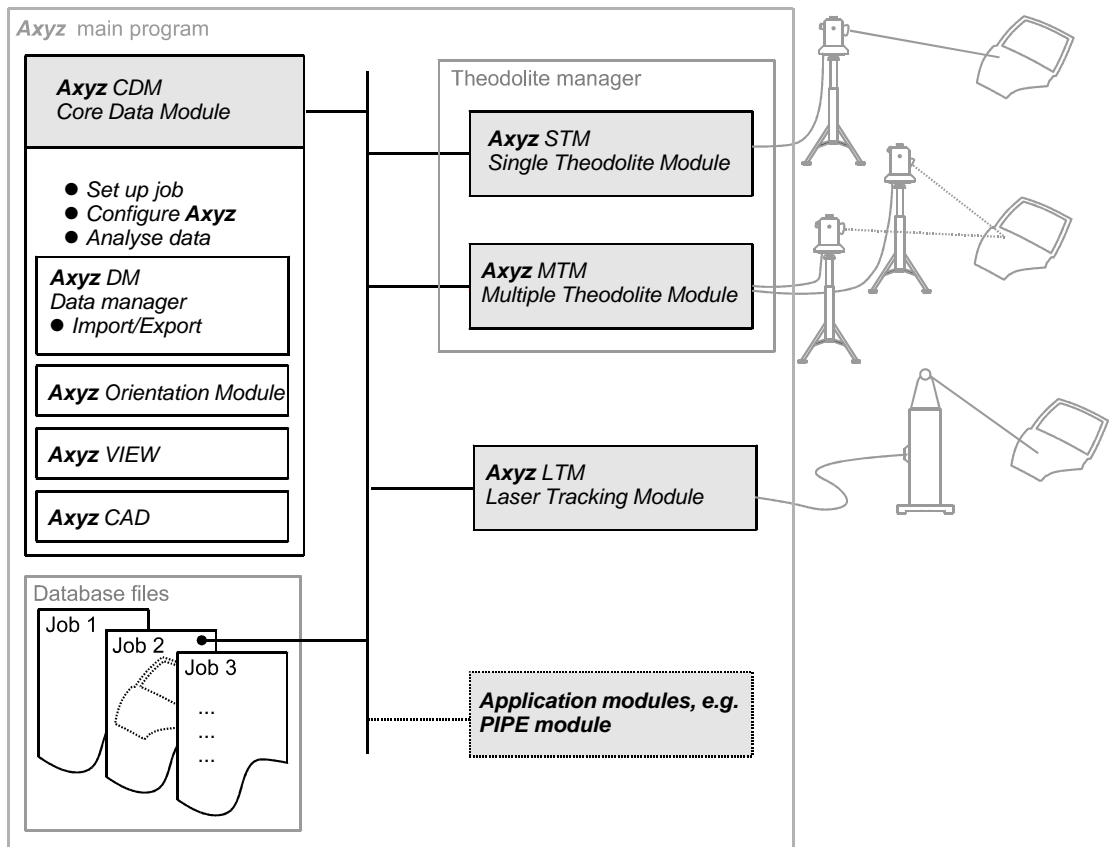 Axyz main program
Axyz CDM
Core Data Module
● Set up job
● Configure Axyz
● Analyse data
Axyz DM
Data manager
● Import/Export
Axyz Orientation Module
Axyz VIEW
Axyz CAD
Database files
Job 1
Job 2
Job 3
...
...
...
Theodolite manager
Axyz STM
Single Theodolite Module
Axyz MTM
Multiple Theodolite Module
Axyz LTM
Laser Tracking Module
Application modules, e.g.
PIPE module